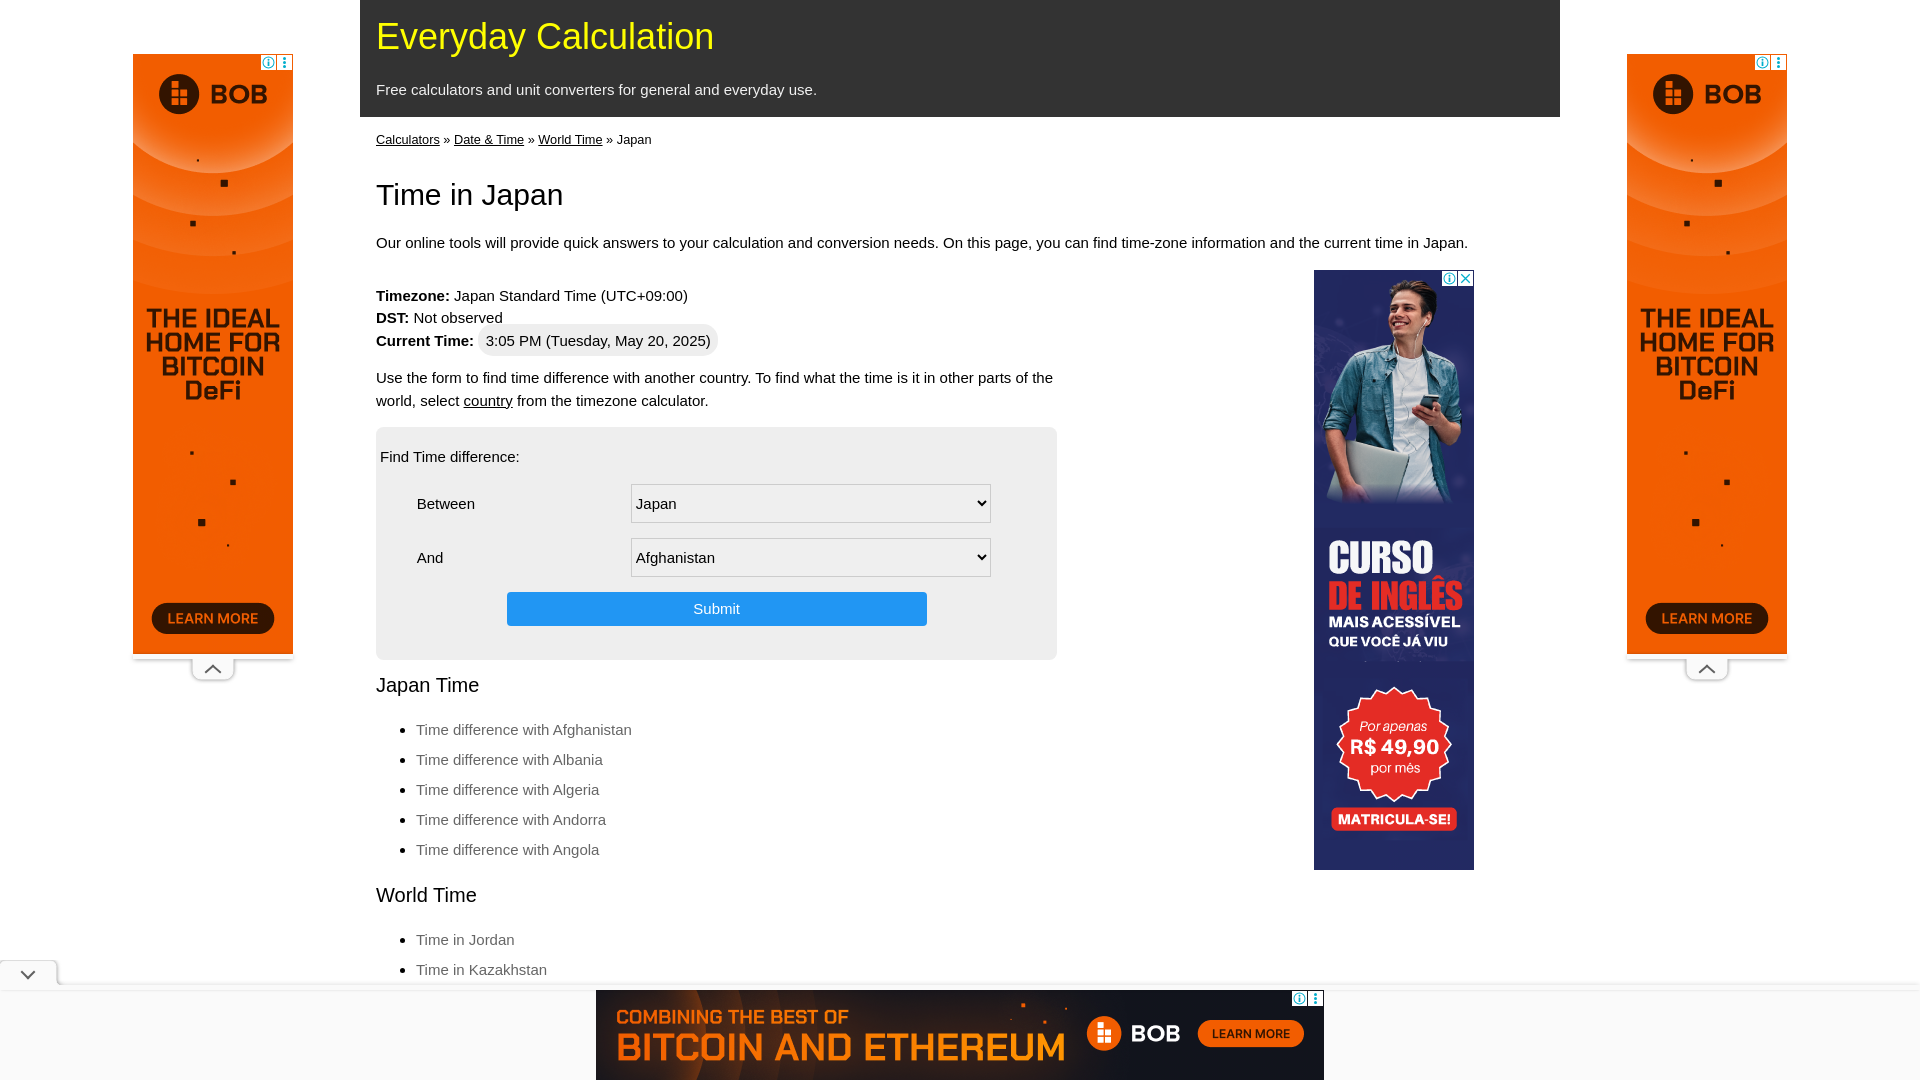 Everyday Calculation
Free calculators and unit converters for general and everyday use.
Calculators » Date & Time » World Time » Japan
Time in Japan
Our online tools will provide quick answers to your calculation and conversion needs. On this page, you can find time-zone information and the current time in Japan.
Timezone: Japan Standard Time (UTC+09:00)
DST: Not observed
Current Time: 3:05 PM (Tuesday, May 20, 2025)
Use the form to find time difference with another country. To find what the time is it in other parts of the
world, select country from the timezone calculator.
Find Time difference:
Between
Japan
And
Afghanistan
Submit
Japan Time
Time difference with Afghanistan
Time difference with Albania
Time difference with Algeria
Time difference with Andorra
Time difference with Angola
World Time
Time in Jordan
Time in Kazakhstan
BOB
THE IDEAL
HOME FOR
BITCOIN
DeFi
LEARN MORE
CURSO
DE INGLÊS
MAIS ACESSÍVEL
QUE VOCÊ JÁ VIU
Por apenas
R$ 49,90
por mês
MATRICULA-SE!
BOB
THE IDEAL
HOME FOR
BITCOIN
DeFi
LEARN MORE
COMBINING THE BEST OF
BITCOIN AND ETHEREUM
BOB
LEARN MORE